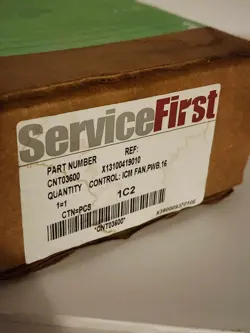 ServiceFirst
PART NUMBER REF:
CNT03600 X13100419010
QUANTITY CONTROL: ICM FAN,PWB,16
1=1 1C2
CTN=PCS
*CNT03600*